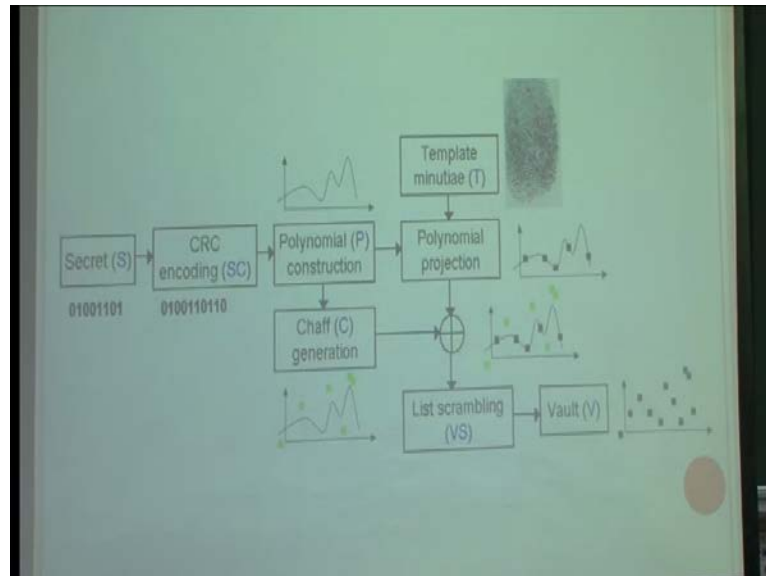 Template
minutiae (T)
Secret (S)
CRC
encoding (SC)
Polynomial (P)
construction
Polynomial
projection
01001101
0100110110
Chaff (C)
generation
List scrambling
(VS)
Vault (V)